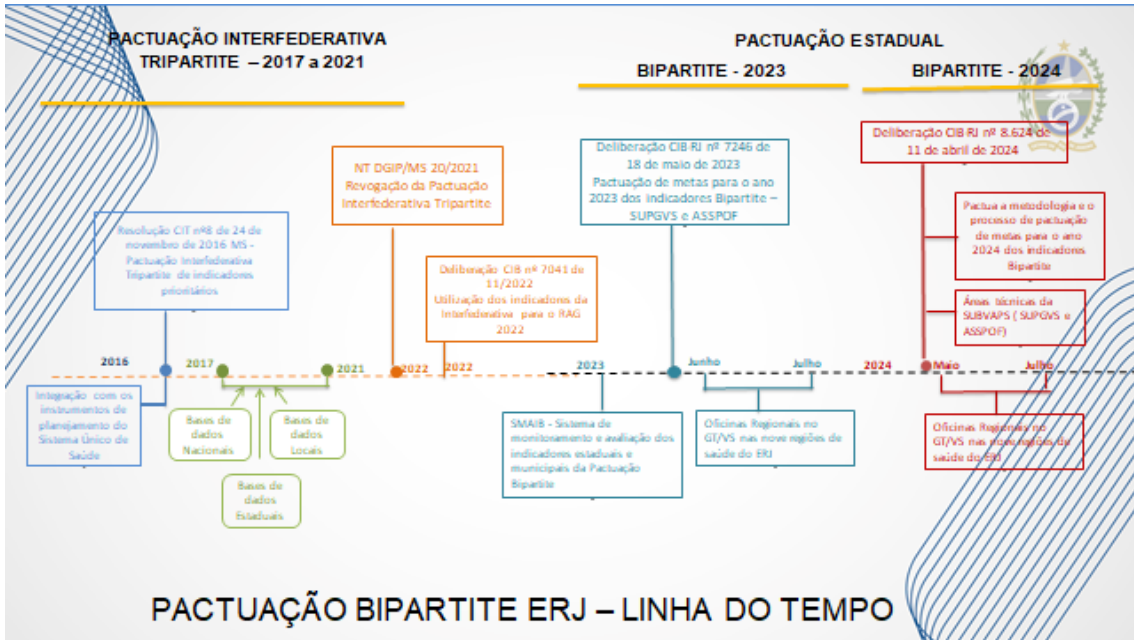 PACTUAÇÃO INTERFEDERATIVA
TRIPARTITE – 2017 a 2021
PACTUAÇÃO ESTADUAL
BIPARTITE - 2023
BIPARTITE - 2024
Resolução CIT nº8 de 24 de
novembro de 2016 MS -
Pactuação Interfederativa
Tripartite de indicadores
prioritários
NT DGIP/MS 20/2021
Revogação da Pactuação
Interfederativa Tripartite
Deliberação CIB nº 7041 de
11/2022
Utilização dos indicadores da
Interfederativa para o RAG
2022
Deliberação CIB-RJ nº 7246 de
18 de maio de 2023
Pactuação de metas para o ano
2023 dos indicadores Bipartite –
SUPGVS e ASSPOF
Deliberação CIB-RJ nº 8.624 de
11 de abril de 2024
Pactua a metodologia e o
processo de pactuação
de metas para o ano
2024 dos indicadores
Bipartite
Áreas técnicas da
SUBVAPS ( SUPGVS e
ASSPOF)
2016
2017
2021
2022
2022
2023
Junho
Julho
2024
Maio
Julho
Integração com os
instrumentos de
planejamento do
Sistema Único de
Saúde
Bases de
dados
Nacionais
Bases de
dados
Estaduais
Bases de
dados
Locais
SMAIB - Sistema de
monitoramento e avaliação dos
indicadores estaduais e
municipais da Pactuação
Bipartite
Oficinas Regionais no
GT/VS nas nove regiões de
saúde do ERJ
Oficinas Regionais no
GT/VS nas nove regiões de
saúde do ERJ
PACTUAÇÃO BIPARTITE ERJ – LINHA DO TEMPO